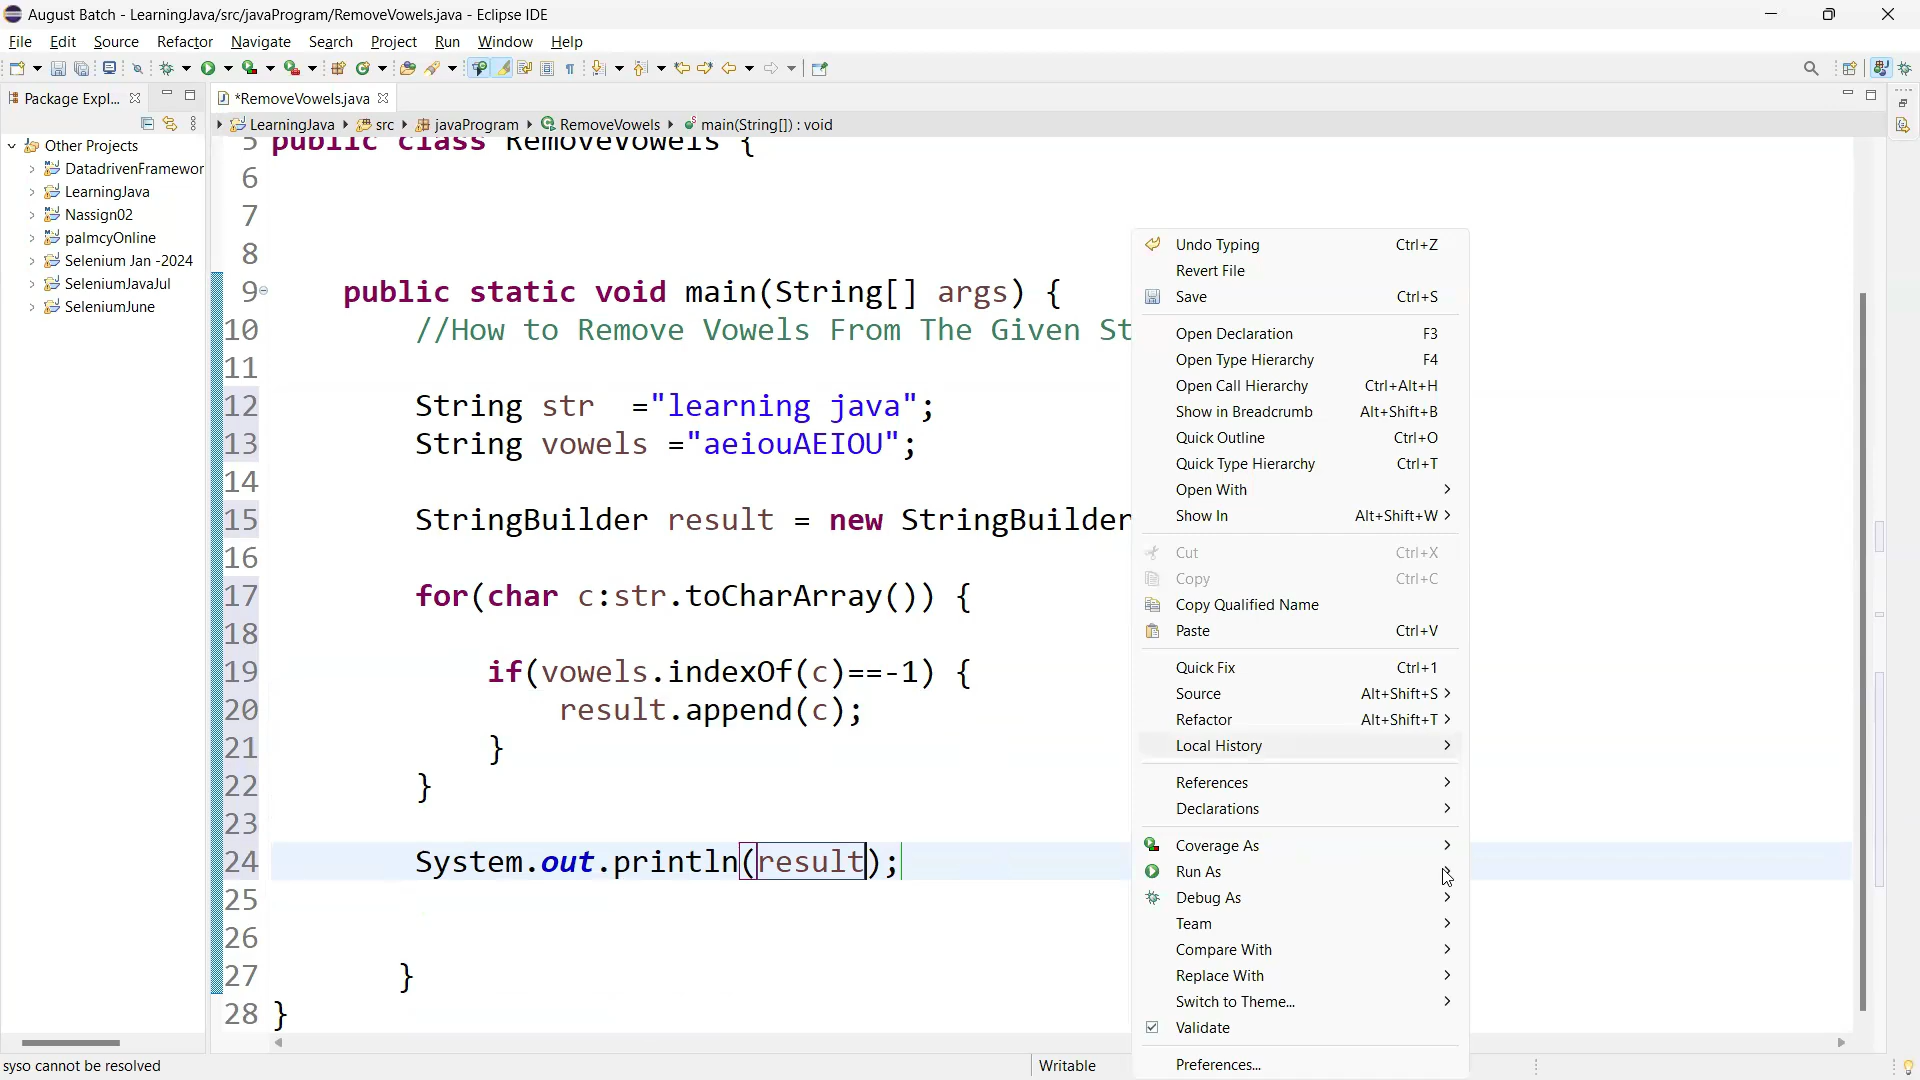 August Batch - LearningJava/src/javaProgram/RemoveVowels.java - Eclipse IDE
File Edit Source Refactor Navigate Search Project Run Window Help
Package Expl... *RemoveVowels.java
LearningJava src javaProgram RemoveVowels main(String[]) : void
Other Projects
DatadrivenFramewor
LearningJava
Nassign02
palmcyOnline
Selenium Jan -2024
SeleniumJavaJul
SeleniumJune
5 public class RemoveVowels {
6
7
8
9 public static void main(String[] args) {
10 //How to Remove Vowels From The Given St
11
12 String str ="learning java";
13 String vowels ="aeiouAEIOU";
14
15 StringBuilder result = new StringBuilder
16
17 for(char c:str.toCharArray()) {
18
19 if(vowels.indexOf(c)==-1) {
20 result.append(c);
21 }
22 }
23
24 System.out.println(result);
25
26
27 }
28 }
Undo Typing Ctrl+Z
Revert File
Save Ctrl+S
Open Declaration F3
Open Type Hierarchy F4
Open Call Hierarchy Ctrl+Alt+H
Show in Breadcrumb Alt+Shift+B
Quick Outline Ctrl+O
Quick Type Hierarchy Ctrl+T
Open With
Show In Alt+Shift+W
Cut Ctrl+X
Copy Ctrl+C
Copy Qualified Name
Paste Ctrl+V
Quick Fix Ctrl+1
Source Alt+Shift+S
Refactor Alt+Shift+T
Local History
References
Declarations
Coverage As
Run As
Debug As
Team
Compare With
Replace With
Switch to Theme...
Validate
Preferences...
syso cannot be resolved Writable